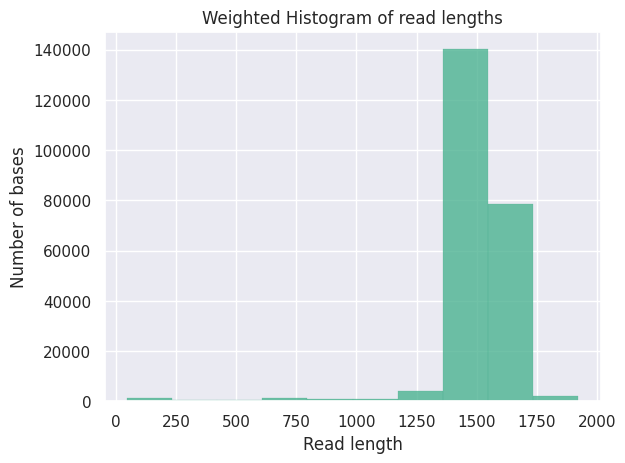 Weighted Histogram of read lengths
140000
120000
100000
80000
60000
40000
20000
0
Number of bases
0 250 500 750 1000 1250 1500 1750 2000
Read length